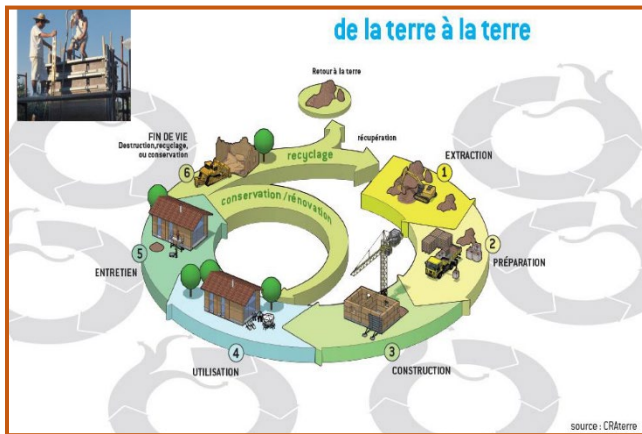 de la terre à la terre
Retour à la terre
FIN DE VIE
Destruction,recyclage,
ou conservation
récupération
recyclage
6
1
EXTRACTION
conservation/rénovation
2
PRÉPARATION
5
ENTRETIEN
4
UTILISATION
3
CONSTRUCTION
source : CRAterre